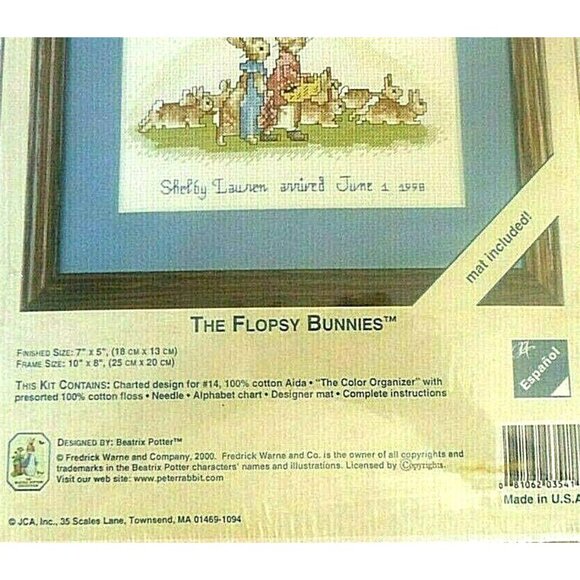 Shelby Lauren arrived June 1 1998
mat included!
THE FLOPSY BUNNIES™
FINISHED SIZE: 7" X 5", (18 CM X 13 CM)
FRAME SIZE: 10" X 8", (25 CM X 20 CM)
Español
THIS KIT CONTAINS: Charted design for #14, 100% cotton Aida • "The Color Organizer" with
presorted 100% cotton floss • Needle • Alphabet chart • Designer mat • Complete instructions
DESIGNED BY: Beatrix Potter™
© Fredrick Warne and Company, 2000. Fredrick Warne and Co. is the owner of all copyrights and
trademarks in the Beatrix Potter characters' names and illustrations. Licensed by Copyrights.
Visit our web site: www.peterrabbit.com
0 81062 03541
Made in U.S.A
© JCA, Inc., 35 Scales Lane, Townsend, MA 01469-1094